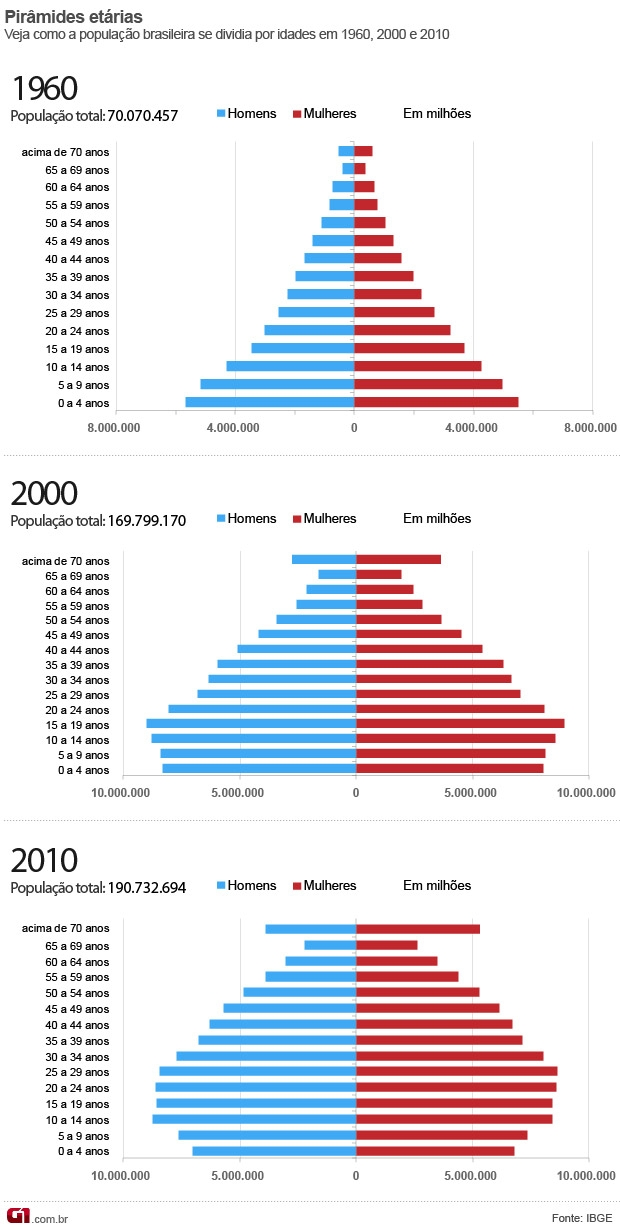 Pirâmides etárias
Veja como a população brasileira se dividia por idades em 1960, 2000 e 2010
1960
População total: 70.070.457
Homens Mulheres Em milhões
acima de 70 anos
65 a 69 anos
60 a 64 anos
55 a 59 anos
50 a 54 anos
45 a 49 anos
40 a 44 anos
35 a 39 anos
30 a 34 anos
25 a 29 anos
20 a 24 anos
15 a 19 anos
10 a 14 anos
5 a 9 anos
0 a 4 anos
8.000.000 4.000.000 0 4.000.000 8.000.000
2000
População total: 169.799.170
Homens Mulheres Em milhões
acima de 70 anos
65 a 69 anos
60 a 64 anos
55 a 59 anos
50 a 54 anos
45 a 49 anos
40 a 44 anos
35 a 39 anos
30 a 34 anos
25 a 29 anos
20 a 24 anos
15 a 19 anos
10 a 14 anos
5 a 9 anos
0 a 4 anos
10.000.000 5.000.000 0 5.000.000 10.000.000
2010
População total: 190.732.694
Homens Mulheres Em milhões
acima de 70 anos
65 a 69 anos
60 a 64 anos
55 a 59 anos
50 a 54 anos
45 a 49 anos
40 a 44 anos
35 a 39 anos
30 a 34 anos
25 a 29 anos
20 a 24 anos
15 a 19 anos
10 a 14 anos
5 a 9 anos
0 a 4 anos
10.000.000 5.000.000 0 5.000.000 10.000.000
G1.com.br Fonte: IBGE